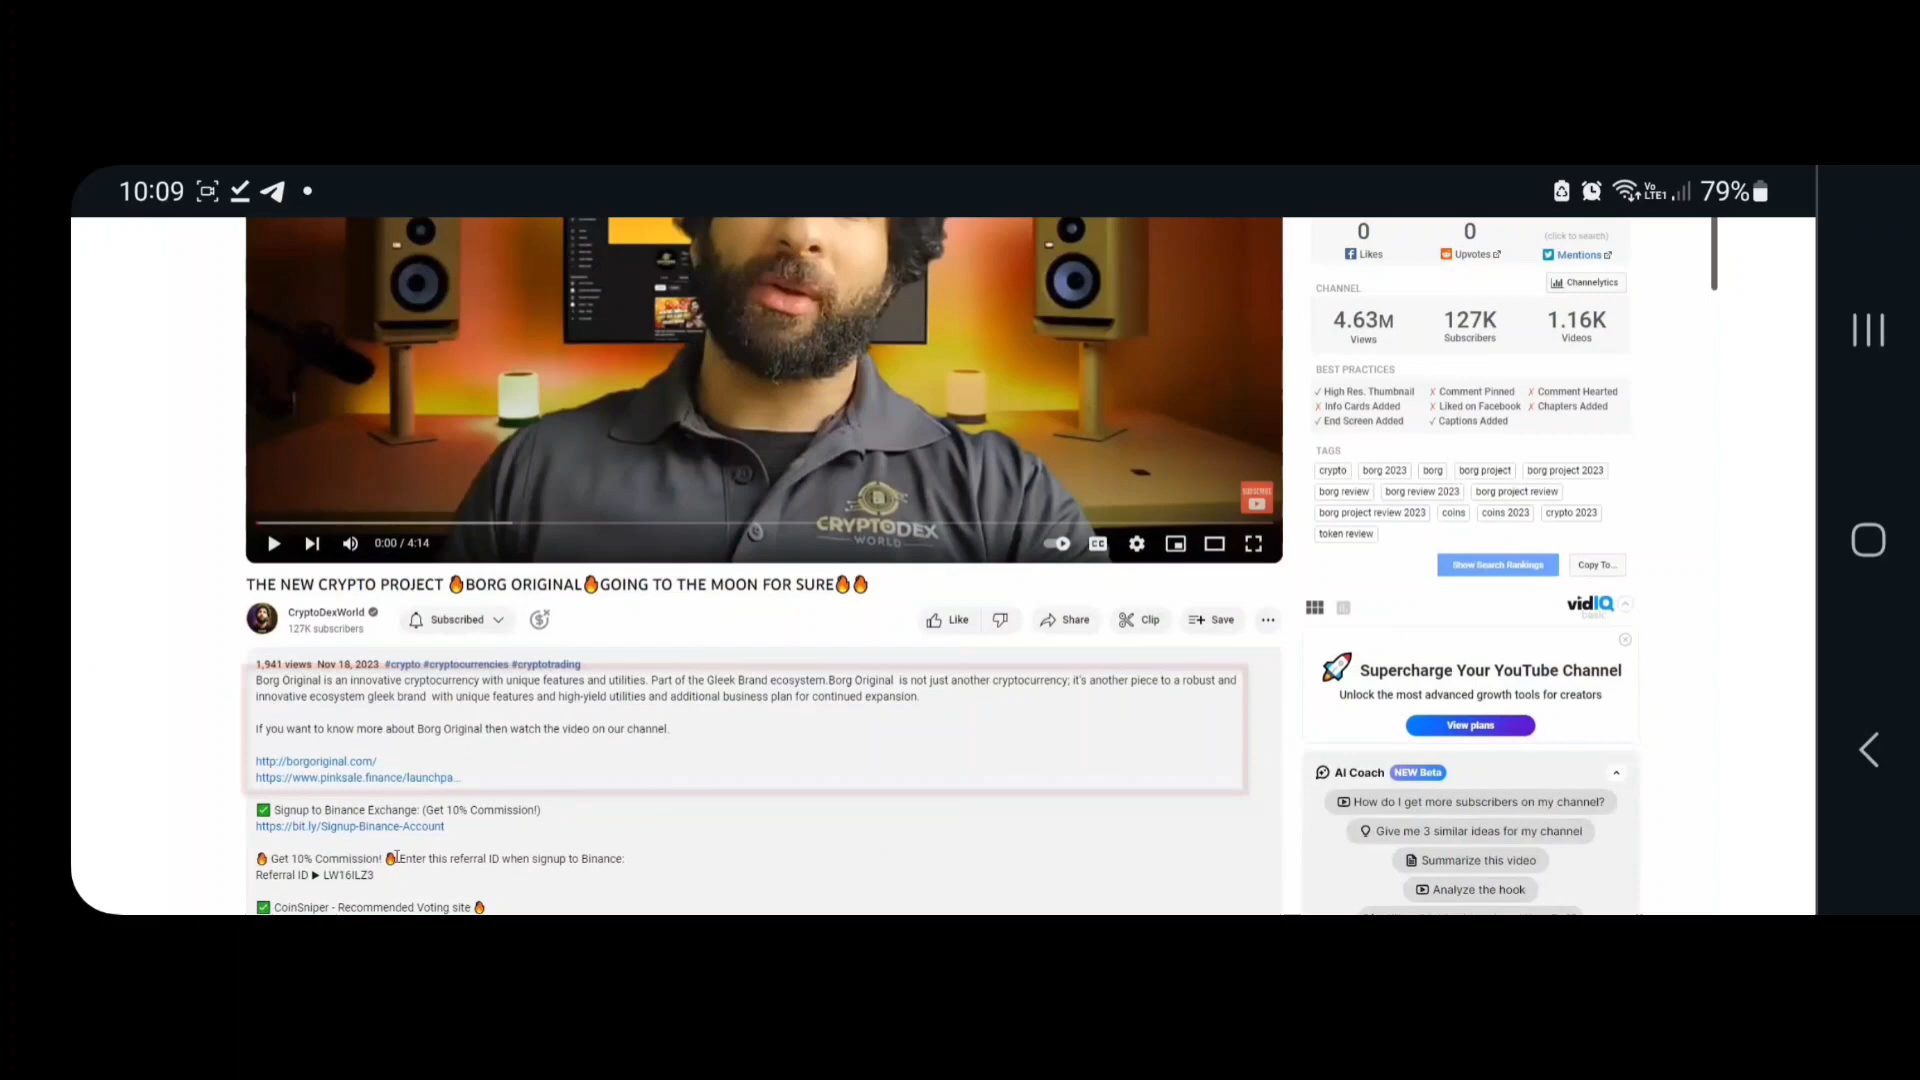 10:09
Vo
LTE1
79%
0
0
(click to search)
Likes
Upvotes
Mentions
CHANNEL
Channelytics
4.63M
127K
1.16K
Views
Subscribers
Videos
BEST PRACTICES
✓ High Res. Thumbnail ✗ Comment Pinned ✗ Comment Hearted
✗ Info Cards Added ✗ Liked on Facebook ✗ Chapters Added
✓ End Screen Added ✓ Captions Added
TAGS
crypto borg 2023 borg borg project borg project 2023
borg review borg review 2023 borg project review
borg project review 2023 coins coins 2023 crypto 2023
token review
Show Search Rankings
Copy To...
SUBSCRIBE
CRYPTODEX
WORLD
0:00 / 4:14
CC
THE NEW CRYPTO PROJECT 🔥BORG ORIGINAL🔥GOING TO THE MOON FOR SURE🔥🔥
CryptoDexWorld
127K subscribers
Subscribed
Like
Share
Clip
Save
1,941 views Nov 18, 2023 #crypto #cryptocurrencies #cryptotrading
Borg Original is an innovative cryptocurrency with unique features and utilities. Part of the Gleek Brand ecosystem.Borg Original is not just another cryptocurrency; it's another piece to a robust and
innovative ecosystem gleek brand with unique features and high-yield utilities and additional business plan for continued expansion.
If you want to know more about Borg Original then watch the video on our channel.
http://borgoriginal.com/
https://www.pinksale.finance/launchpa...
✅ Signup to Binance Exchange: (Get 10% Commission!)
https://bit.ly/Signup-Binance-Account
🔥 Get 10% Commission! 🔥Enter this referral ID when signup to Binance:
Referral ID ▶ LW16ILZ3
✅ CoinSniper - Recommended Voting site 🔥
vidIQ
basic
Supercharge Your YouTube Channel
Unlock the most advanced growth tools for creators
View plans
AI Coach NEW Beta
How do I get more subscribers on my channel?
Give me 3 similar ideas for my channel
Summarize this video
Analyze the hook